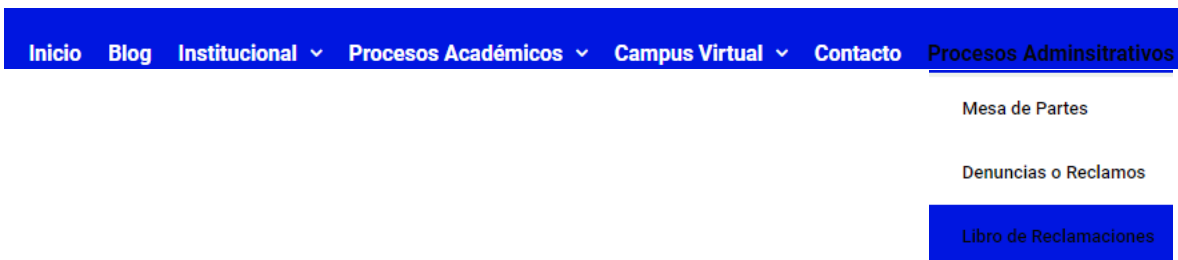 Inicio Blog Institucional Procesos Académicos Campus Virtual Contacto Procesos Adminsitrativos
Mesa de Partes
Denuncias o Reclamos
Libro de Reclamaciones